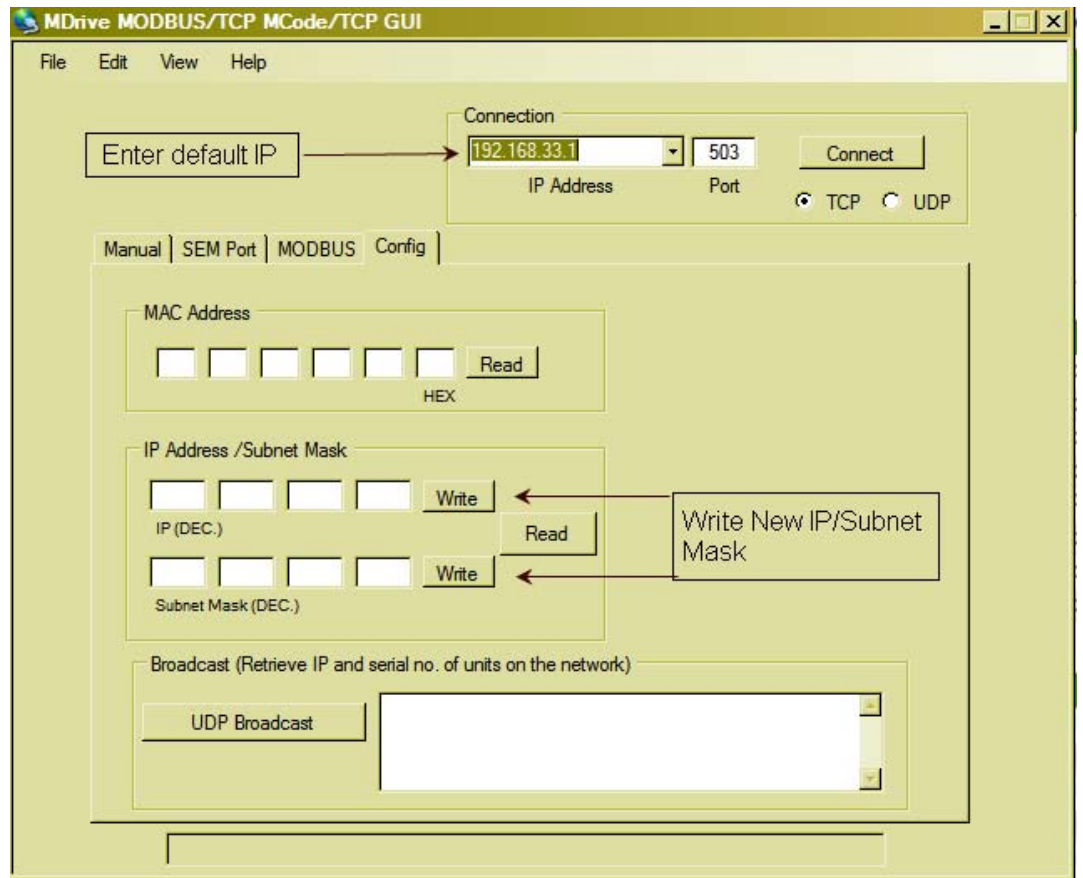 MDrive MODBUS/TCP MCode/TCP GUI
File Edit View Help
Connection
Enter default IP
192.168.33.1 503 Connect
IP Address Port
TCP UDP
Manual SEM Port MODBUS Config
MAC Address
Read
HEX
IP Address /Subnet Mask
Write
IP (DEC.)
Read
Write New IP/Subnet
Mask
Write
Subnet Mask (DEC.)
Broadcast (Retrieve IP and serial no. of units on the network)
UDP Broadcast